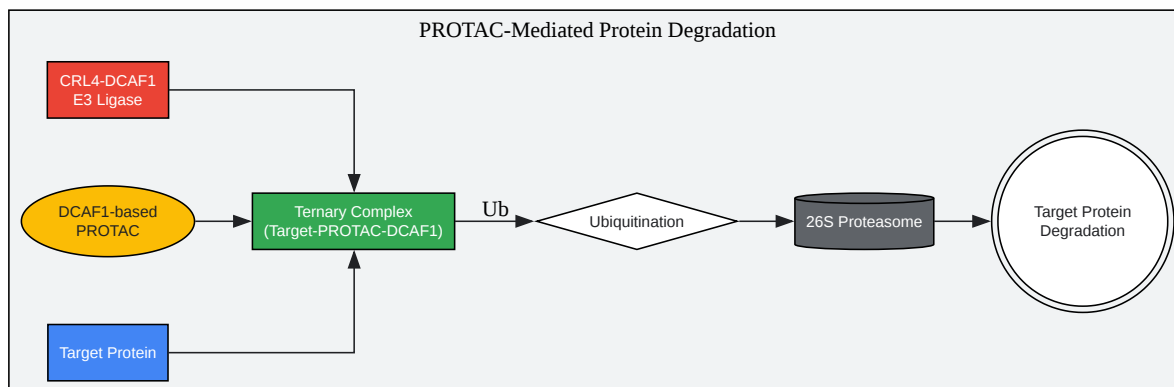 PROTAC-Mediated Protein Degradation
CRL4-DCAF1
E3 Ligase
DCAF1-based
PROTAC
Target Protein
Ternary Complex
(Target-PROTAC-DCAF1)
Ub
Ubiquitination
26S Proteasome
Target Protein
Degradation